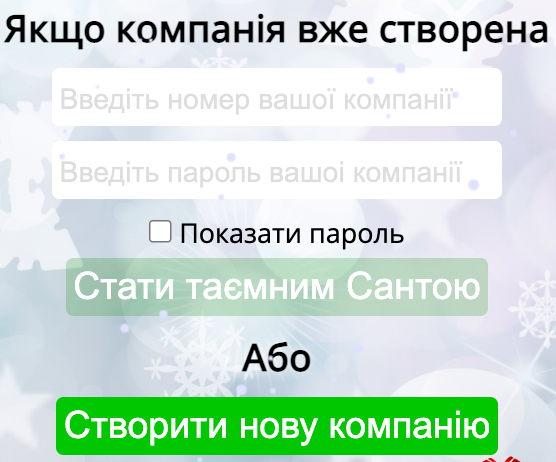 Якщо компанія вже створена
Введіть номер вашої компанії
Введіть пароль вашоі компанії
Показати пароль
Стати таємним Сантою
Або
Створити нову компанію